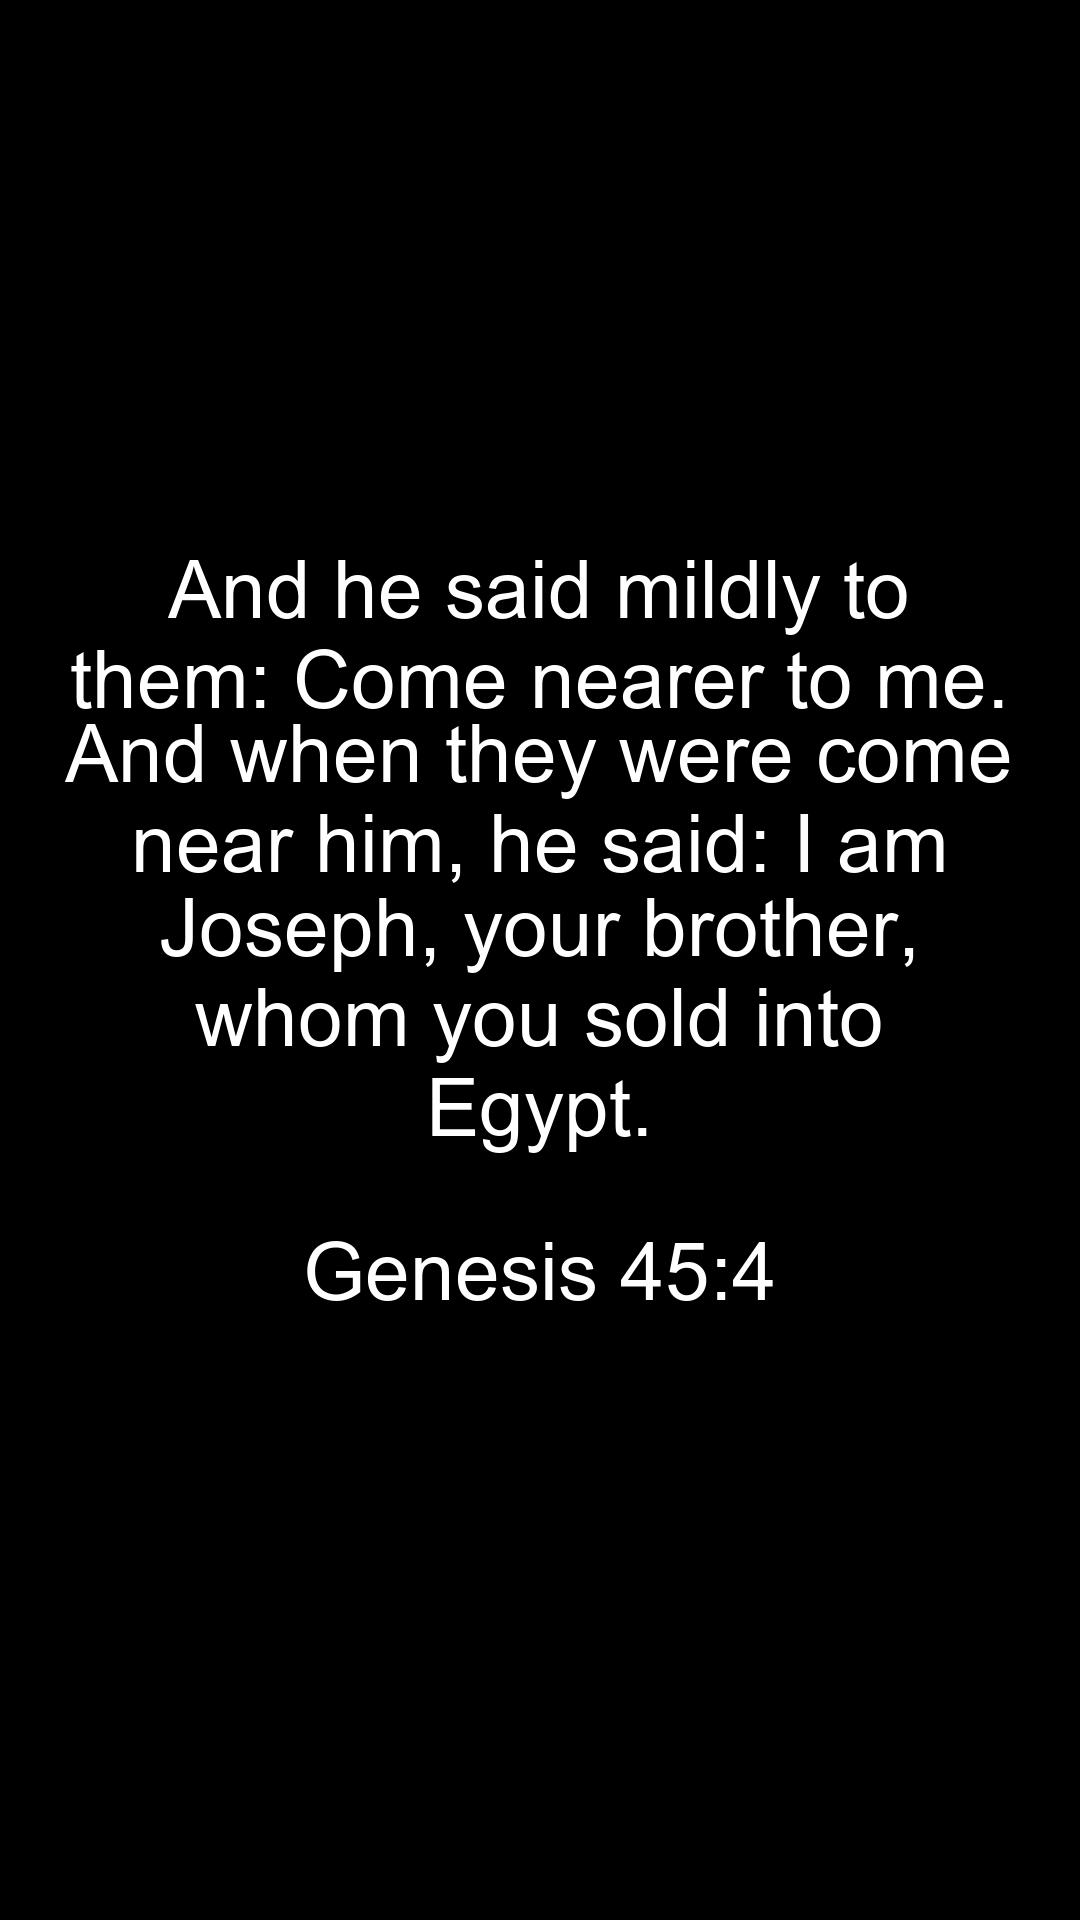 And he said mildly to
them: Come nearer to me.
And when they were come
near him, he said: I am
Joseph, your brother,
whom you sold into
Egypt.
Genesis 45:4